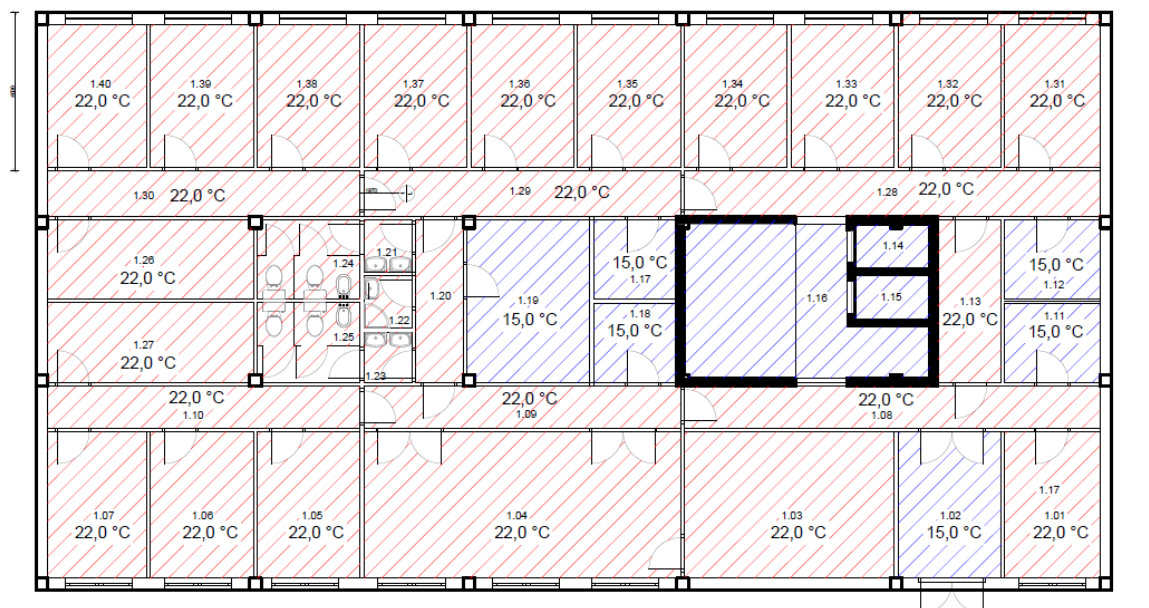 1.40
22,0 °C
1.39
22,0 °C
1.38
22,0 °C
1.37
22,0 °C
1.36
22,0 °C
1.35
22,0 °C
1.34
22,0 °C
1.33
22,0 °C
1.32
22,0 °C
1.31
22,0 °C
1.30
22,0 °C
1.29
22,0 °C
1.28
22,0 °C
1.26
22,0 °C
1.24
1.21
1.20
1.19
15,0 °C
15,0 °C
1.17
1.14
1.16
1.15
1.13
22,0 °C
15,0 °C
1.12
1.27
22,0 °C
1.25
1.22
1.23
1.18
15,0 °C
1.11
15,0 °C
22,0 °C
1.10
22,0 °C
1.09
22,0 °C
1.08
1.07
22,0 °C
1.06
22,0 °C
1.05
22,0 °C
1.04
22,0 °C
1.03
22,0 °C
1.02
15,0 °C
1.17
1.01
22,0 °C